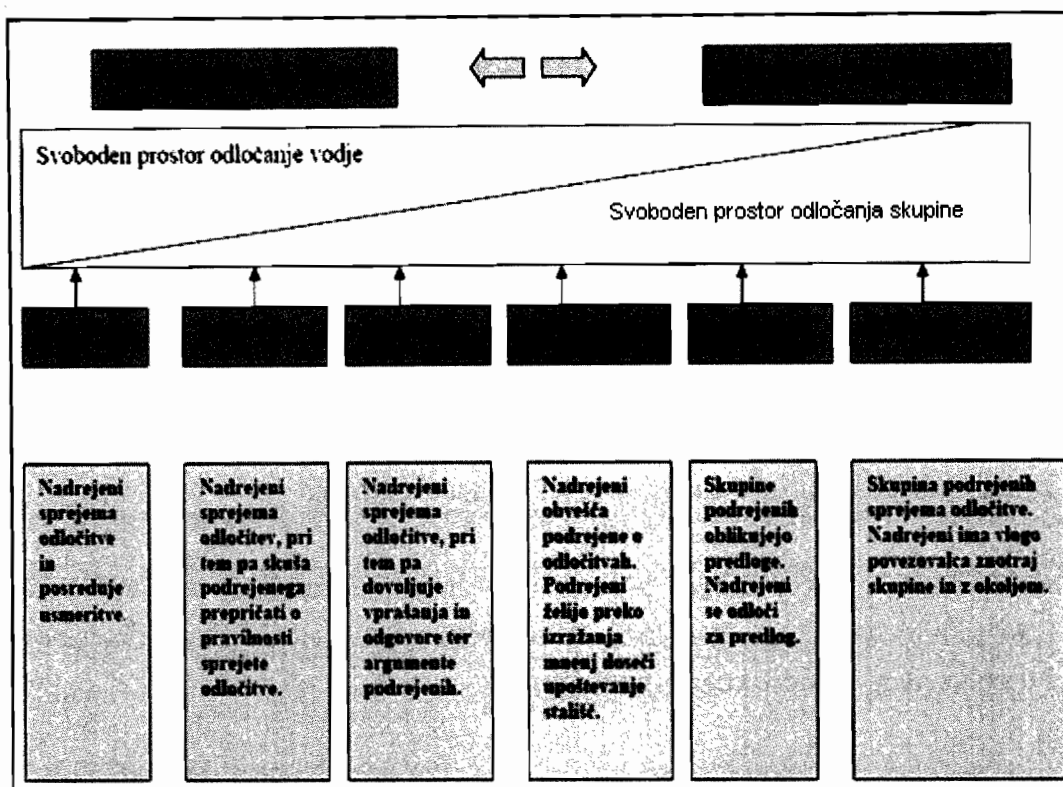 Svoboden prostor odločanje vodje
Svoboden prostor odločanja skupine
Nadrejeni
sprejema
odločitve
in
posreduje
usmeritve.
Nadrejeni
sprejema
odločitev, pri
tem pa skuša
podrejenega
prepričati o
pravilnosti
sprejete
odločitve.
Nadrejeni
sprejema
odločitve, pri
tem pa
dovoljuje
vprašanja in
odgovore ter
argumente
podrejenih.
Nadrejeni
obvešča
podrejene o
odločitvah.
Podrejeni
želijo preko
izražanja
mnenj doseči
upoštevanje
stališč.
Skupine
podrejenih
oblikujejo
predloge.
Nadrejeni
se odloči
za predlog.
Skupina podrejenih
sprejema odločitve.
Nadrejeni ima vlogo
povezovalca znotraj
skupine in z okoljem.